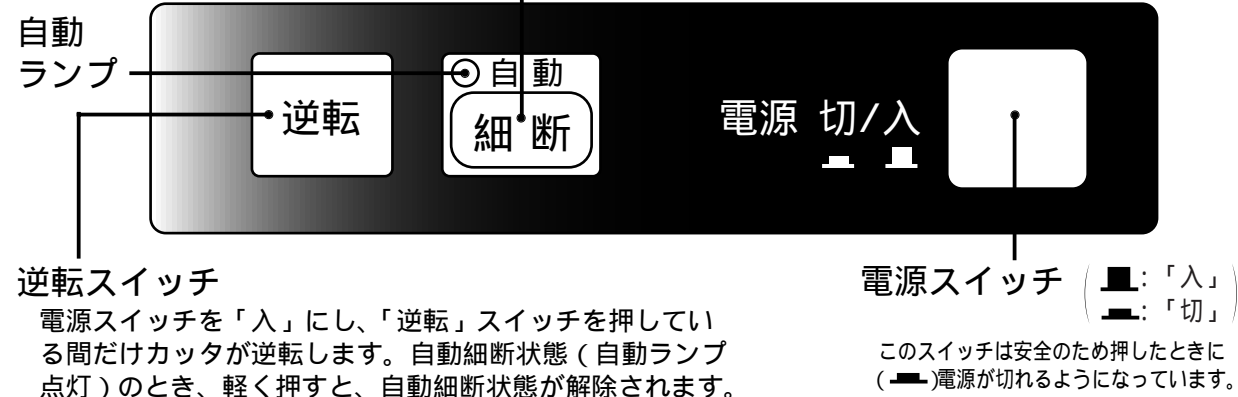 自動
ランプ
自動
逆転
細断
電源 切/入
逆転スイッチ
電源スイッチを「入」にし、「逆転」スイッチを押してい
る間だけカッタが逆転します。自動細断状態(自動ランプ
点灯)のとき、軽く押すと、自動細断状態が解除されます。
電源スイッチ
:「入」
:「切」
このスイッチは安全のため押したときに
( )電源が切れるようになっています。